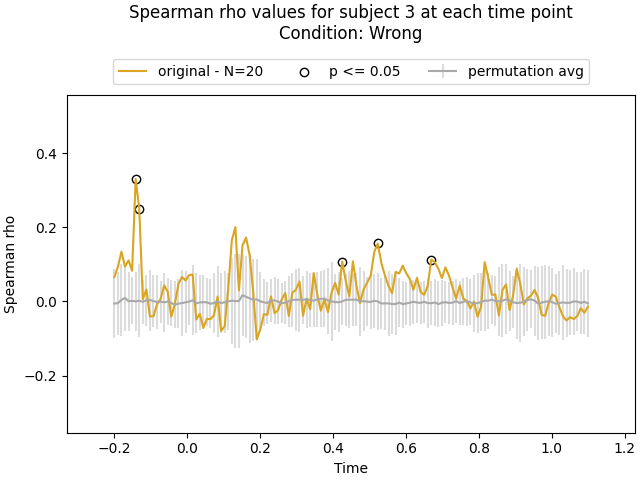 Spearman rho values for subject 3 at each time point
Condition: Wrong
original - N=20 p <= 0.05 permutation avg
0.4
0.2
0.0
−0.2
Spearman rho
−0.2 0.0 0.2 0.4 0.6 0.8 1.0 1.2
Time